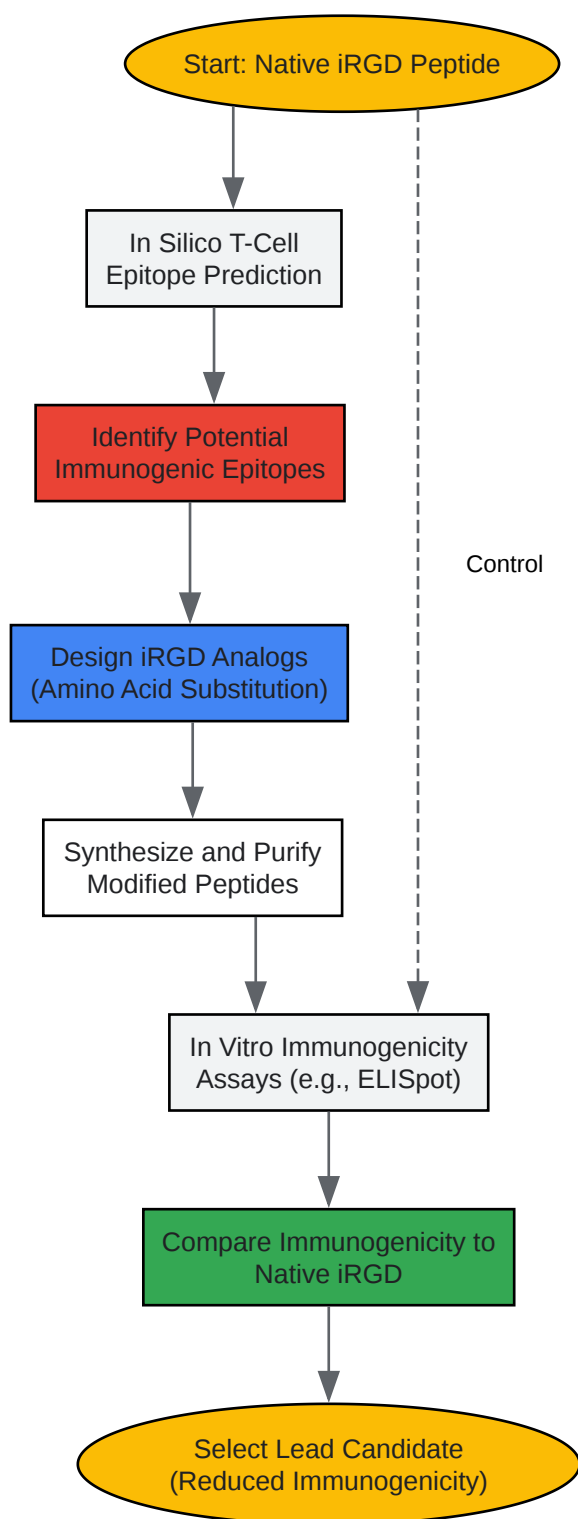 Start: Native iRGD Peptide
In Silico T-Cell
Epitope Prediction
Identify Potential
Immunogenic Epitopes
Control
Design iRGD Analogs
(Amino Acid Substitution)
Synthesize and Purify
Modified Peptides
In Vitro Immunogenicity
Assays (e.g., ELISpot)
Compare Immunogenicity to
Native iRGD
Select Lead Candidate
(Reduced Immunogenicity)